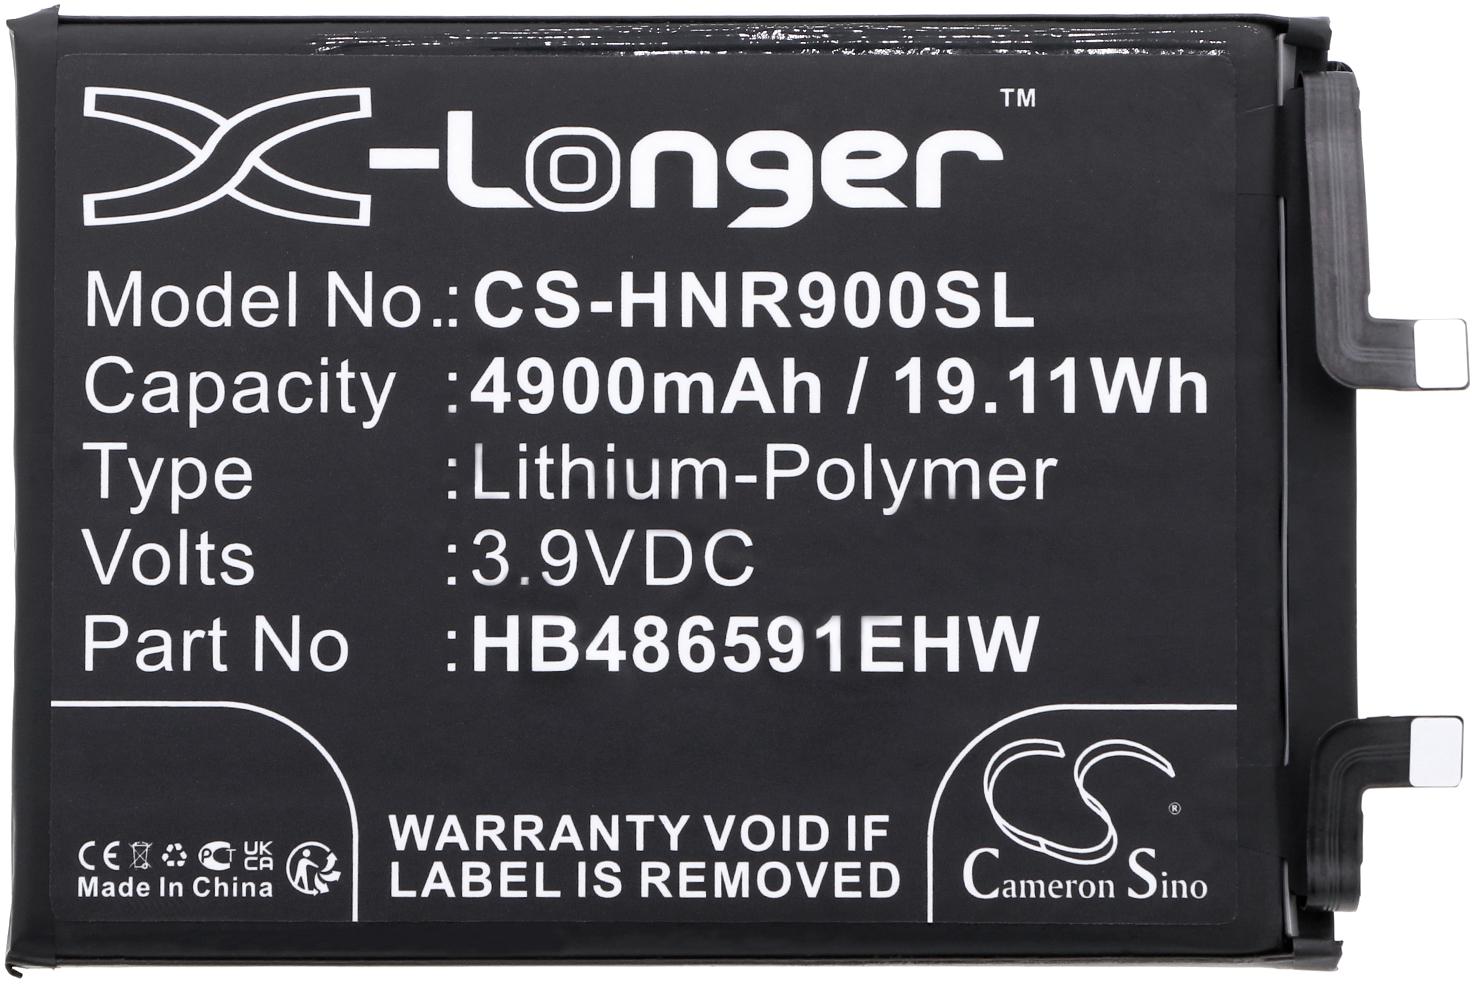 X-Longer™
Model No.: CS-HNR900SL
Capacity : 4900mAh / 19.11Wh
Type : Lithium-Polymer
Volts : 3.9VDC
Part No : HB486591EHW
CE PCT UK CA
Made In China
WARRANTY VOID IF
LABEL IS REMOVED
CS®
Cameron Sino